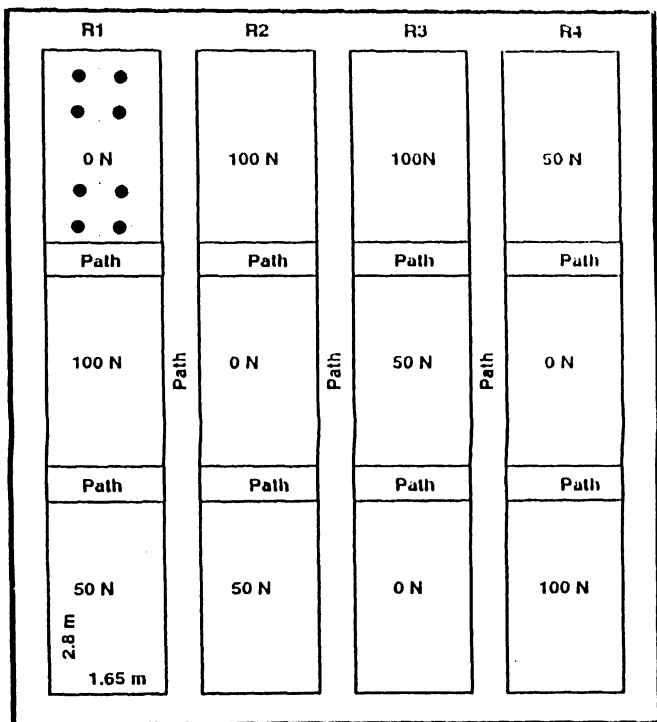 R1 R2 R3 R4
0 N 100 N 100N 50 N
Path Path Path Path
100 N 0 N 50 N 0 N
Path Path Path
Path Path Path Path
50 N 50 N 0 N 100 N
2.8 m
1.65 m